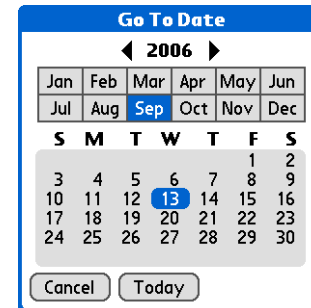 Go To Date
2006
Jan Feb Mar Apr May Jun
Jul Aug Sep Oct Nov Dec
S M T W T F S
1 2
3 4 5 6 7 8 9
10 11 12 13 14 15 16
17 18 19 20 21 22 23
24 25 26 27 28 29 30
Cancel Today